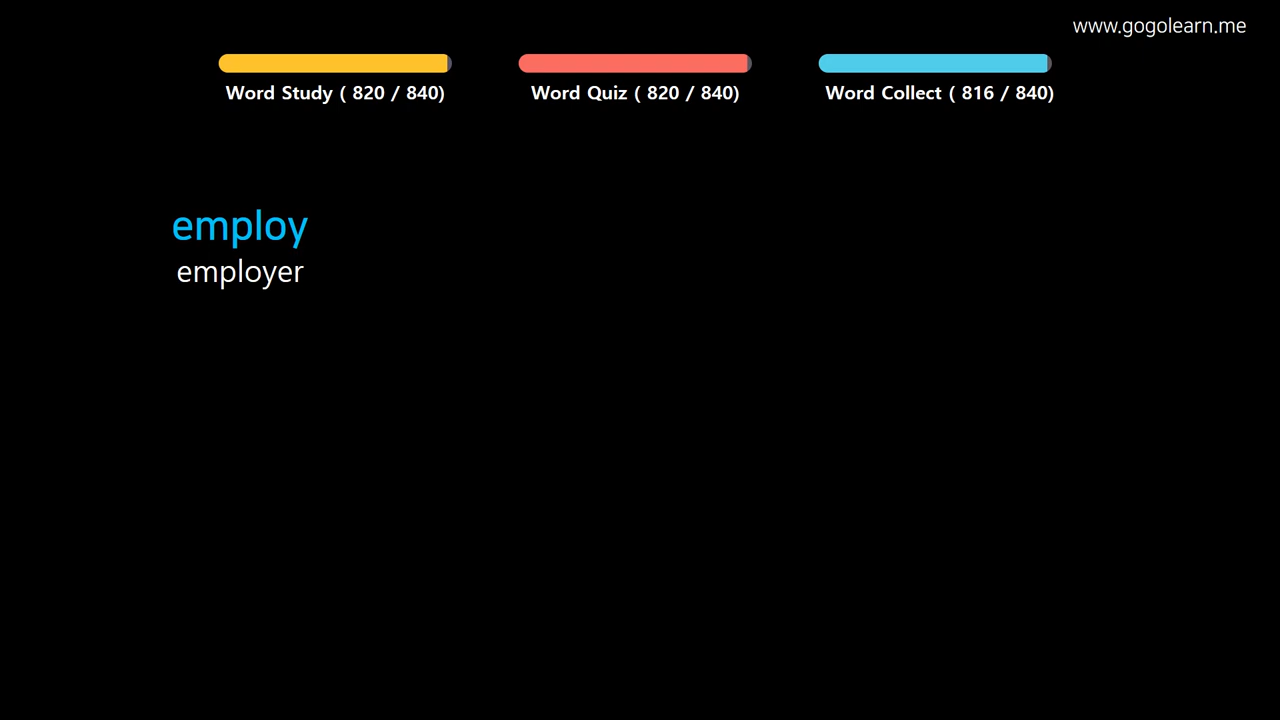 www.gogolearn.me
Word Study ( 820 / 840)
Word Quiz ( 820 / 840)
Word Collect ( 816 / 840)
employ
employer